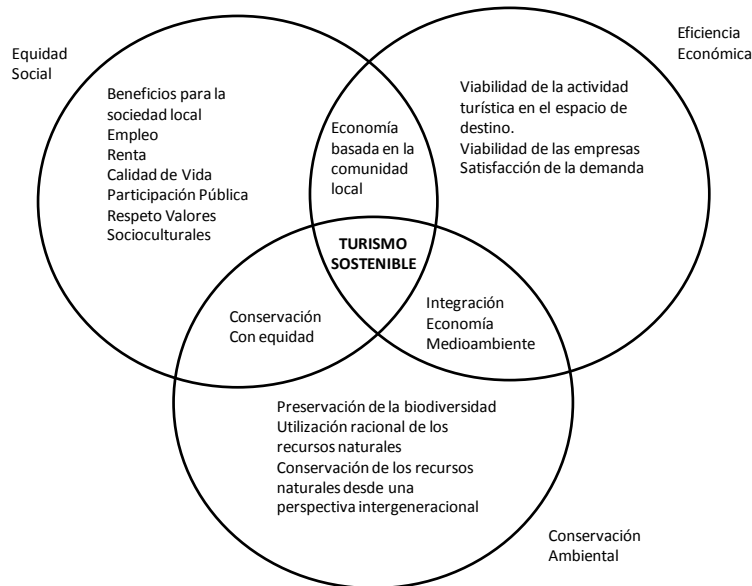 Equidad
Social
Eficiencia
Económica
Beneficios para la
sociedad local
Empleo
Renta
Calidad de Vida
Participación Pública
Respeto Valores
Socioculturales
Economía
basada en la
comunidad
local
Viabilidad de la actividad
turística en el espacio de
destino.
Viabilidad de las empresas
Satisfacción de la demanda
TURISMO
SOSTENIBLE
Conservación
Con equidad
Integración
Economía
Medioambiente
Preservación de la biodiversidad
Utilización racional de los
recursos naturales
Conservación de los recursos
naturales desde una
perspectiva intergeneracional
Conservación
Ambiental